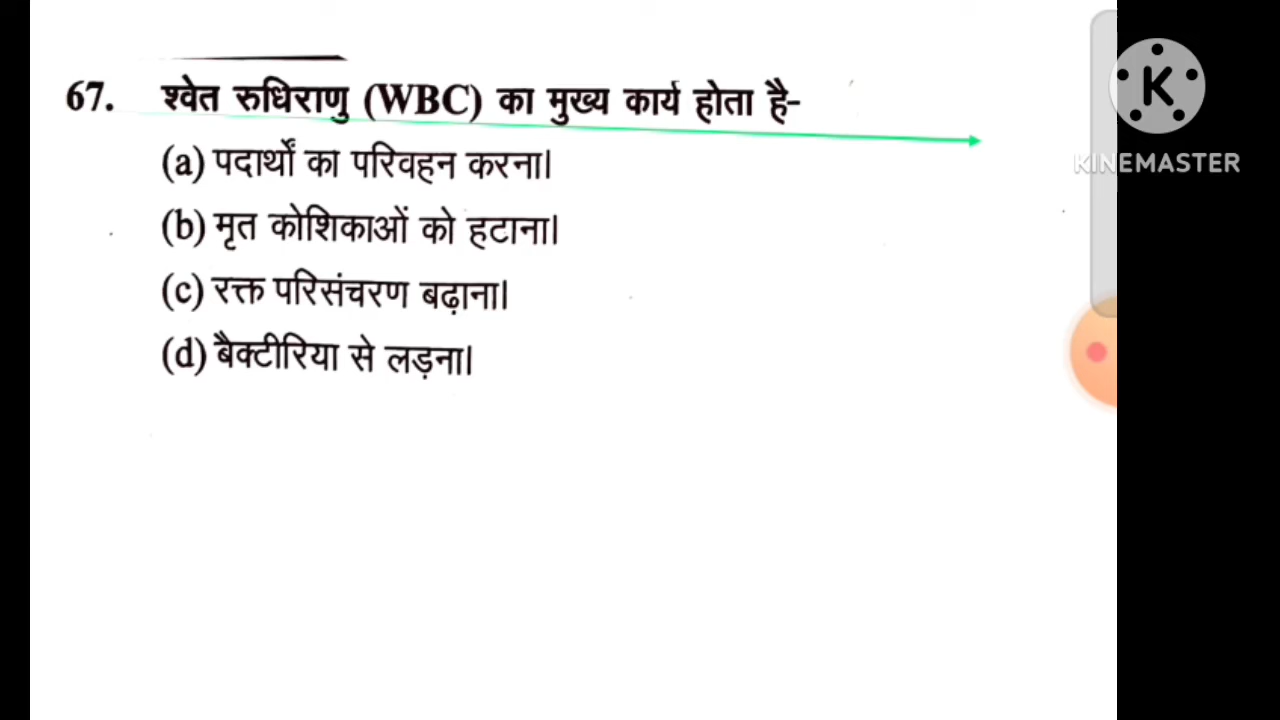 67. श्वेत रुधिराणु (WBC) का मुख्य कार्य होता है-
(a) पदार्थों का परिवहन करना।
(b) मृत कोशिकाओं को हटाना।
(c) रक्त परिसंचरण बढ़ाना।
(d) बैक्टीरिया से लड़ना।
K
KINEMASTER